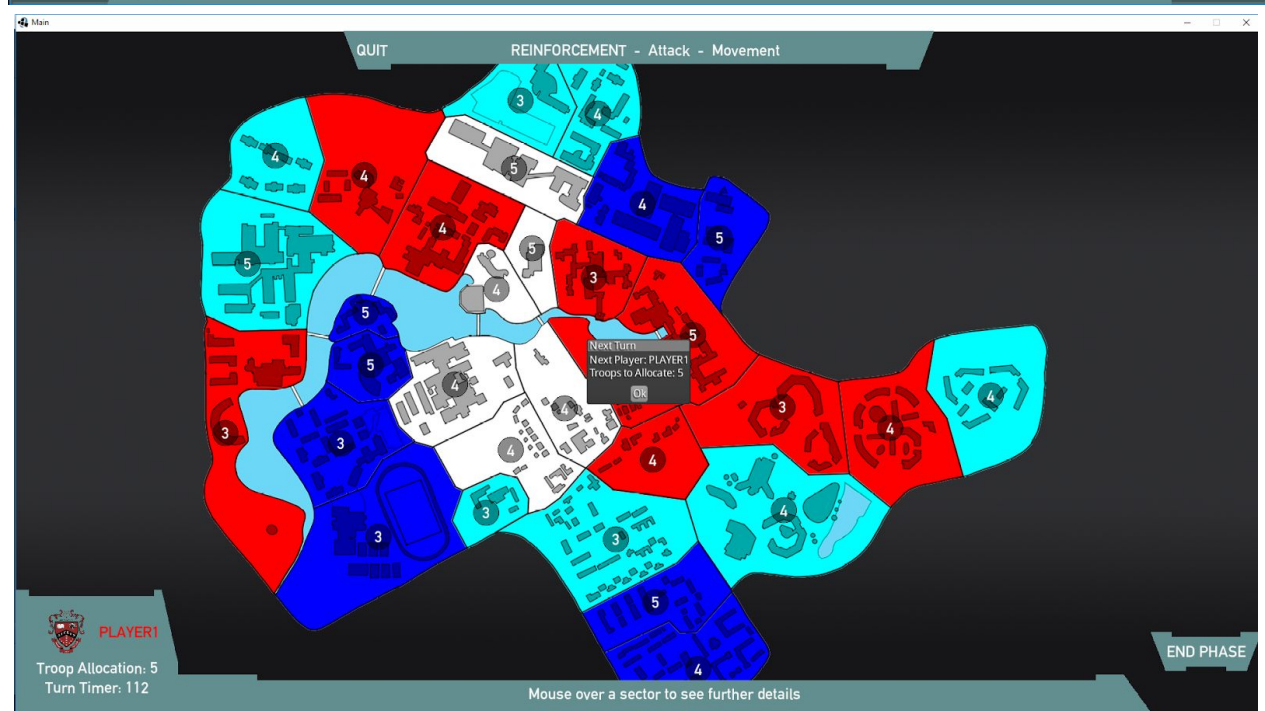 Main
QUIT
REINFORCEMENT - Attack - Movement
3
4
5
4
4
4
4
5
5
5
3
4
5
5
5
5
4
3
4
4
4
3
4
4
4
3
4
3
3
5
4
Next Turn
Next Player: PLAYER1
Troops to Allocate: 5
Ok
PLAYER1
Troop Allocation: 5
Turn Timer: 112
END PHASE
Mouse over a sector to see further details